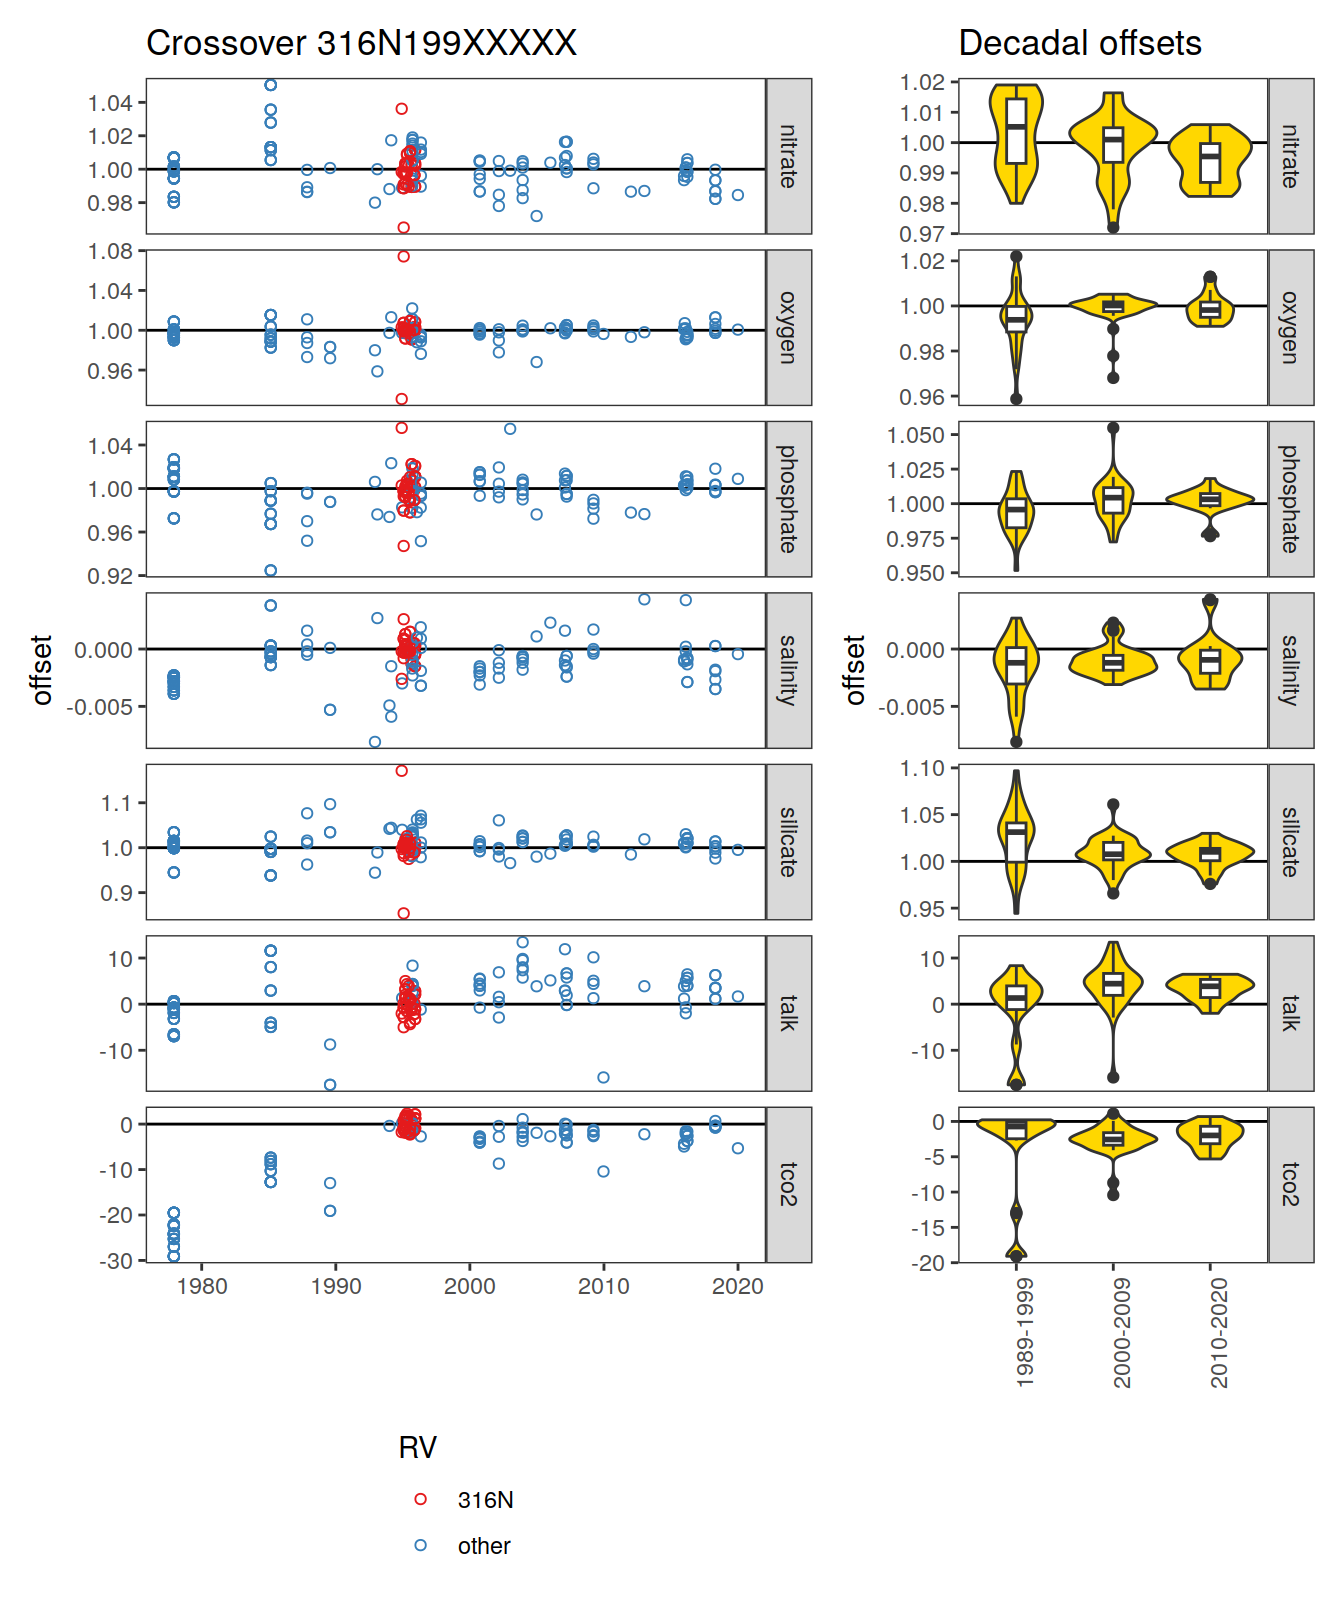 Crossover 316N199XXXXX
Decadal offsets
1.04
1.02
1.00
0.98
nitrate
1.02
1.01
1.00
0.99
0.98
0.97
nitrate
1.08
1.04
1.00
0.96
oxygen
1.02
1.00
0.98
0.96
oxygen
1.04
1.00
0.96
0.92
phosphate
1.050
1.025
1.000
0.975
0.950
phosphate
offset
0.000
-0.005
salinity
offset
0.000
-0.005
salinity
1.1
1.0
0.9
silicate
1.10
1.05
1.00
0.95
silicate
10
0
-10
talk
10
0
-10
talk
0
-10
-20
-30
tco2
0
-5
-10
-15
-20
tco2
1980
1990
2000
2010
2020
1989-1999
2000-2009
2010-2020
RV
316N
other